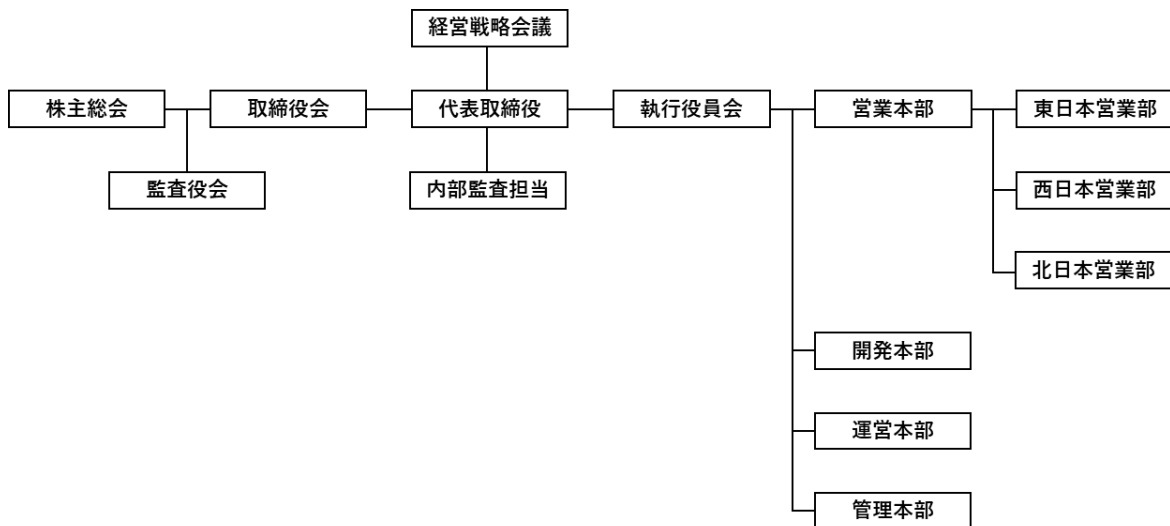 経営戦略会議
株主総会
取締役会
代表取締役
執行役員会
営業本部
東日本営業部
監査役会
内部監査担当
西日本営業部
北日本営業部
開発本部
運営本部
管理本部